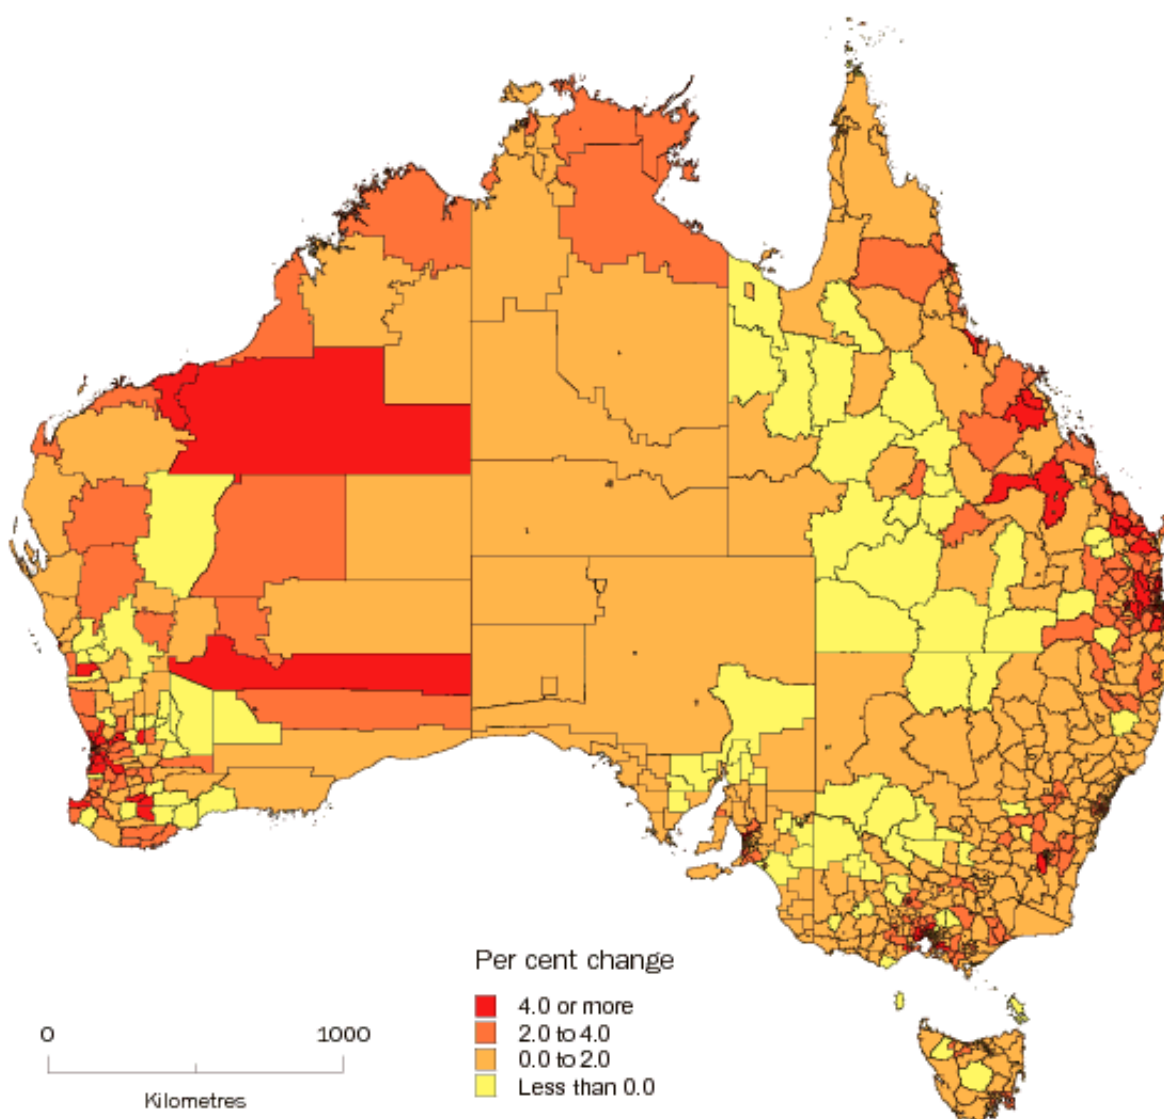 Per cent change
4.0 or more
2.0 to 4.0
0.0 to 2.0
Less than 0.0
0 1000
Kilometres